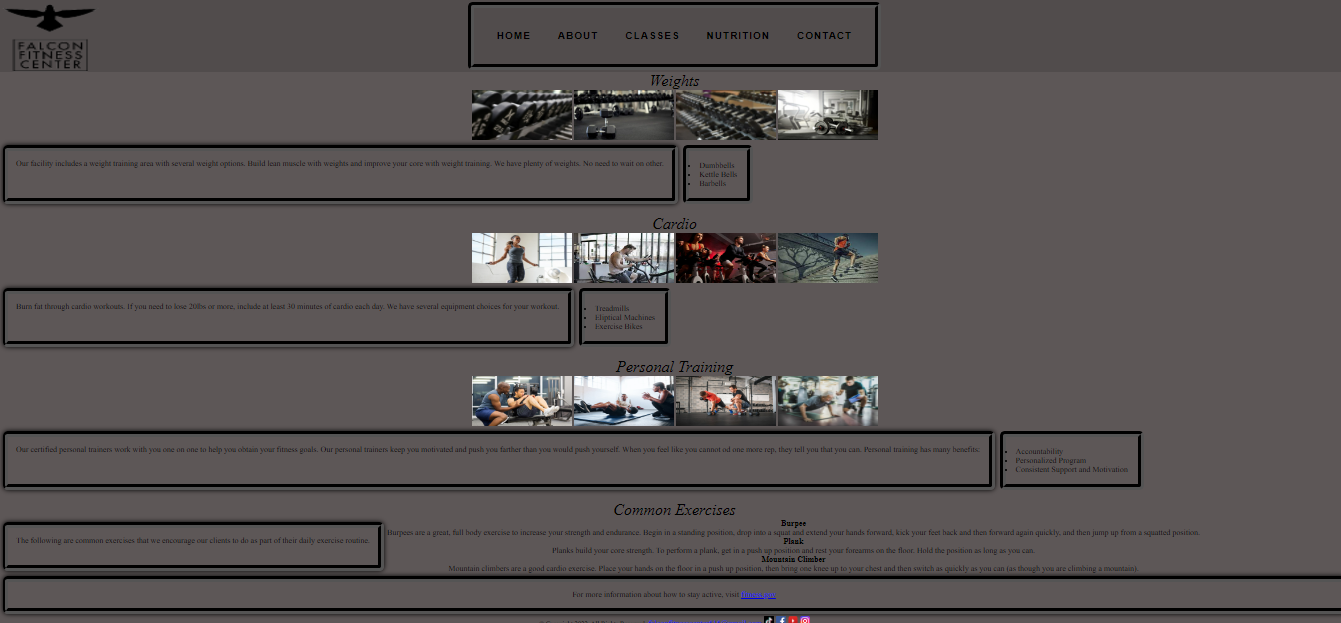 FALCON
FITNESS
CENTER
HOME ABOUT CLASSES NUTRITION CONTACT
Weights
Our facility includes a weight training area with several weight options. Build lean muscle with weights and improve your core with weight training. We have plenty of weights. No need to wait on other.
Dumbbells
Kettle Bells
Barbells
Cardio
Burn fat through cardio workouts. If you need to lose 20lbs or more, include at least 30 minutes of cardio each day. We have several equipment choices for your workout.
Treadmills
Eliptical Machines
Exercise Bikes
Personal Training
Our certified personal trainers work with you one on one to help you obtain your fitness goals. Our personal trainers keep you motivated and push you farther than you would push yourself. When you feel like you cannot od one more rep, they tell you that you can. Personal training has many benefits:
Accountability
Personalized Program
Consistent Support and Motivation
Common Exercises
The following are common exercises that we encourage our clients to do as part of their daily exercise routine.
Burpee
Burpees are a great, full body exercise to increase your strength and endurance. Begin in a standing position, drop into a squat and extend your hands forward, kick your feet back and then forward again quickly, and then jump up from a squatted position.
Plank
Planks build your core strength. To perform a plank, get in a push up position and rest your forearms on the floor. Hold the position as long as you can.
Mountain Climber
Mountain climbers are a good cardio exercise. Place your hands on the floor in a push up position, then bring one knee up to your chest and then switch as quickly as you can (as though you are climbing a mountain).
For more information about how to stay active, visit fitness.gov